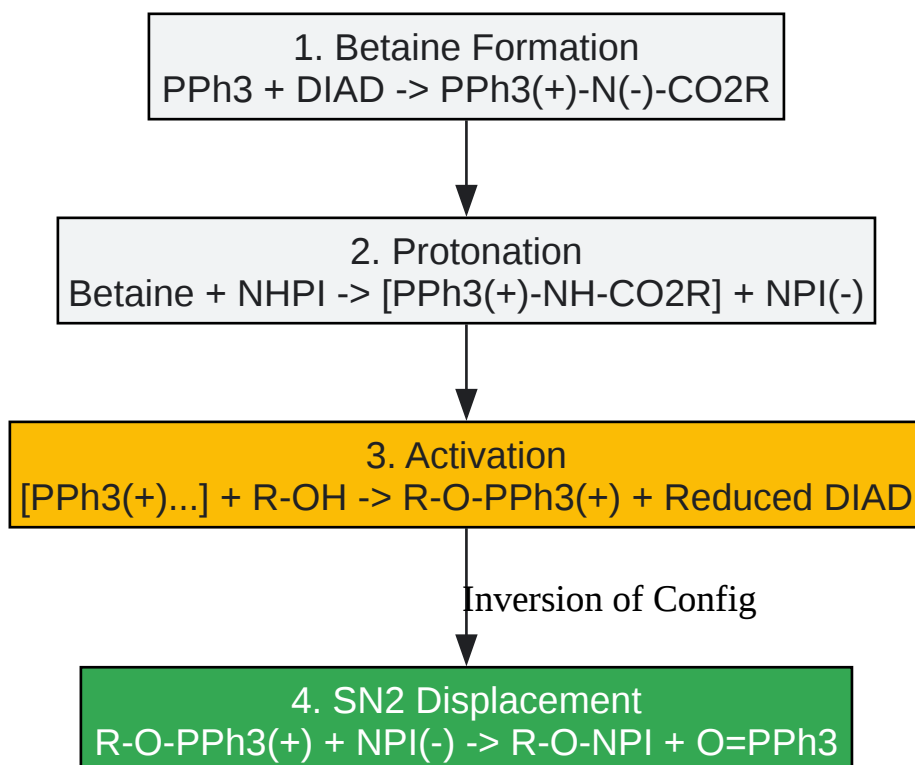 1. Betaine Formation
PPh3 + DIAD -> PPh3(+)-N(-)-CO2R
2. Protonation
Betaine + NHPI -> [PPh3(+)-NH-CO2R] + NPI(-)
3. Activation
[PPh3(+)...] + R-OH -> R-O-PPh3(+) + Reduced DIAD
Inversion of Config
4. SN2 Displacement
R-O-PPh3(+) + NPI(-) -> R-O-NPI + O=PPh3